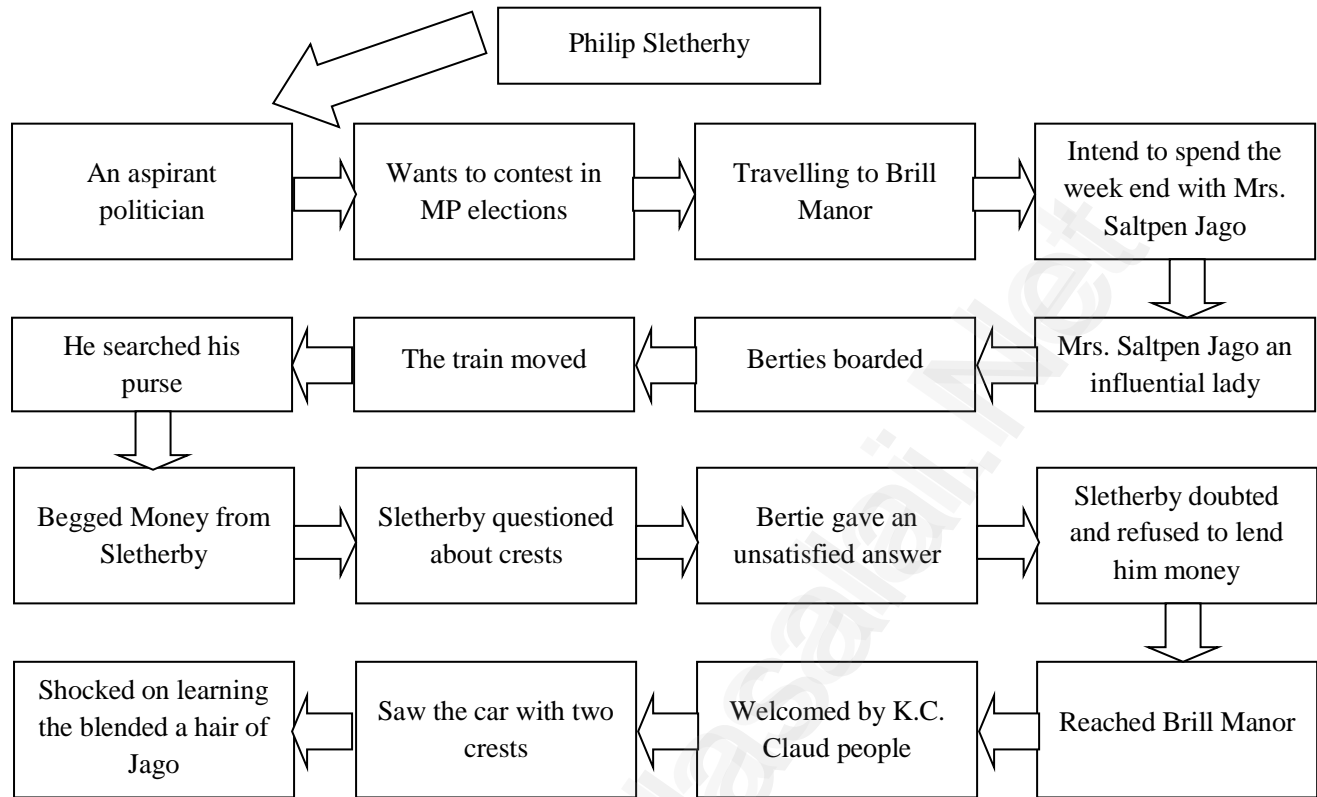 Philip Sletherhy
An aspirant
politician
Wants to contest in
MP elections
Travelling to Brill
Manor
Intend to spend the
week end with Mrs.
Saltpen Jago
Mrs. Saltpen Jago an
influential lady
Berties boarded
The train moved
He searched his
purse
Begged Money from
Sletherby
Sletherby questioned
about crests
Bertie gave an
unsatisfied answer
Sletherby doubted
and refused to lend
him money
Reached Brill Manor
Welcomed by K.C.
Claud people
Saw the car with two
crests
Shocked on learning
the blended a hair of
Jago